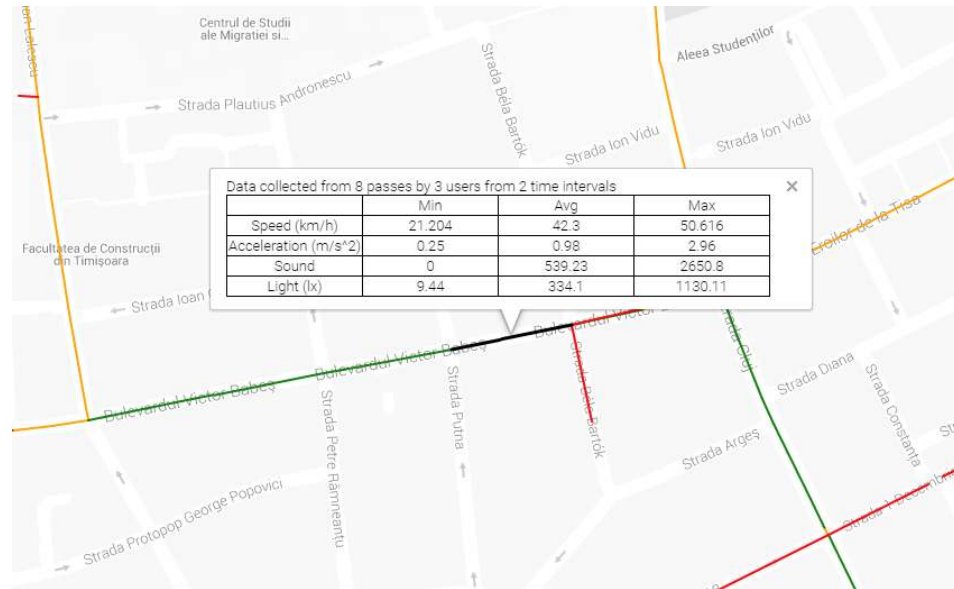 Centrul de Studii
ale Migratiei si...
Aleea Studenților
Strada Plautius Andronescu
Strada Béla Bartók
Strada Ion Vidu
Strada Ion Vidu
Data collected from 8 passes by 3 users from 2 time intervals
×
Min Avg Max
Speed (km/h) 21.204 42.3 50.616
Acceleration (m/s^2) 0.25 0.98 2.96
Sound 0 539.23 2650.8
Light (lx) 9.44 334.1 1130.11
Eroilor de la Tisa
Facultatea de Construcții
din Timișoara
Strada Ioan
Bulevardul Victor
Bulevardul Victor Babeș
Bulevardul Victor Babeș
Bulevardul Victor Babeș
Strada Cluj
Strada Béla Bartók
Strada Diana
Strada Constanța
Strada Putna
Strada Petre Râmneanțu
Strada Argeș
Strada Protopop George Popovici
Strada 1 Decembrie